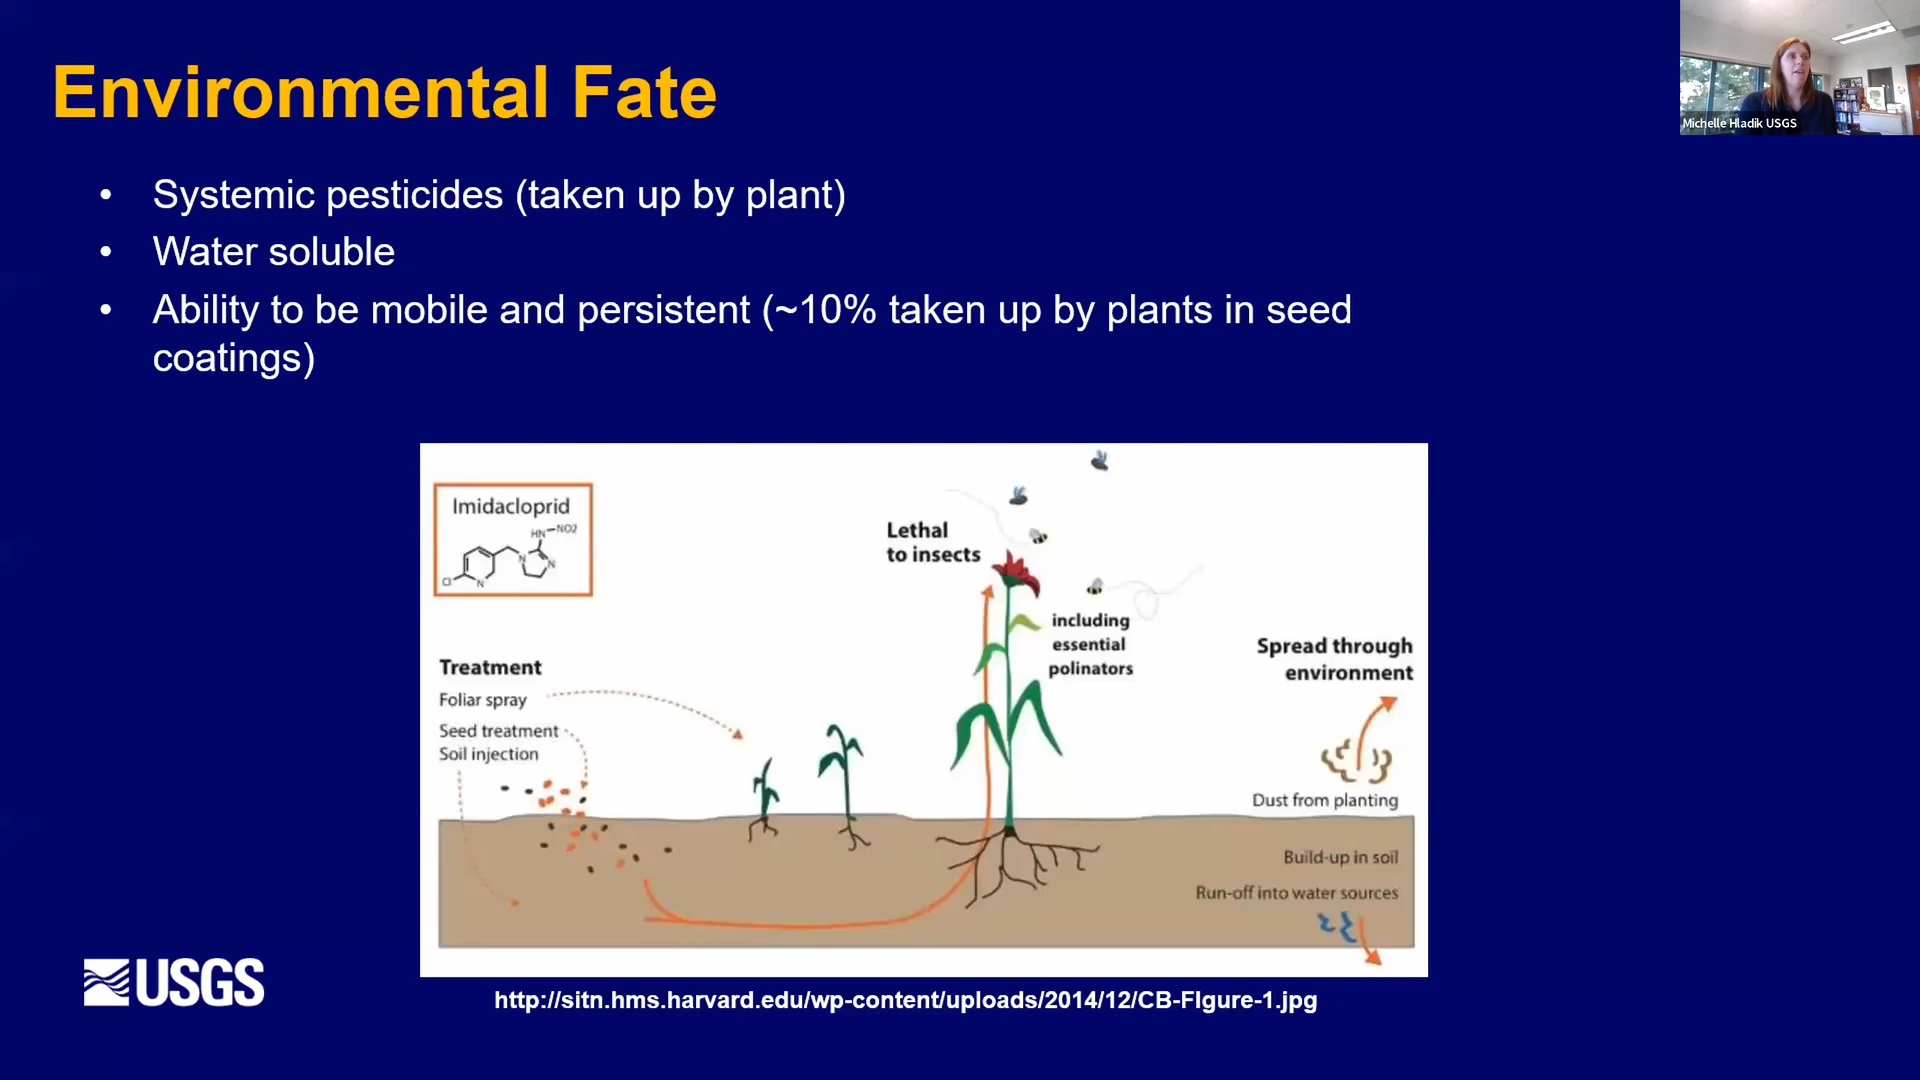 Environmental Fate
Michelle Hladik USGS
• Systemic pesticides (taken up by plant)
• Water soluble
• Ability to be mobile and persistent (~10% taken up by plants in seed
coatings)
Imidacloprid
HN—NO2
N
N
Cl
N
Lethal
to insects
including
essential
polinators
Spread through
environment
Treatment
Foliar spray
Seed treatment
Soil injection
Dust from planting
Build-up in soil
Run-off into water sources
USGS
http://sitn.hms.harvard.edu/wp-content/uploads/2014/12/CB-FIgure-1.jpg